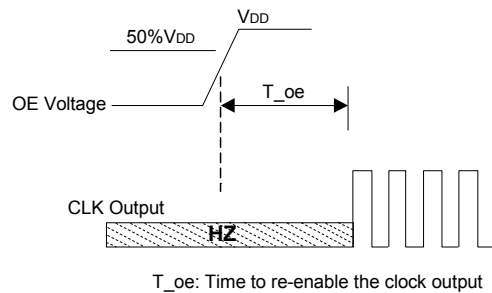 VDD
50%VDD
T_oe
OE Voltage
CLK Output
HZ
T_oe: Time to re-enable the clock output